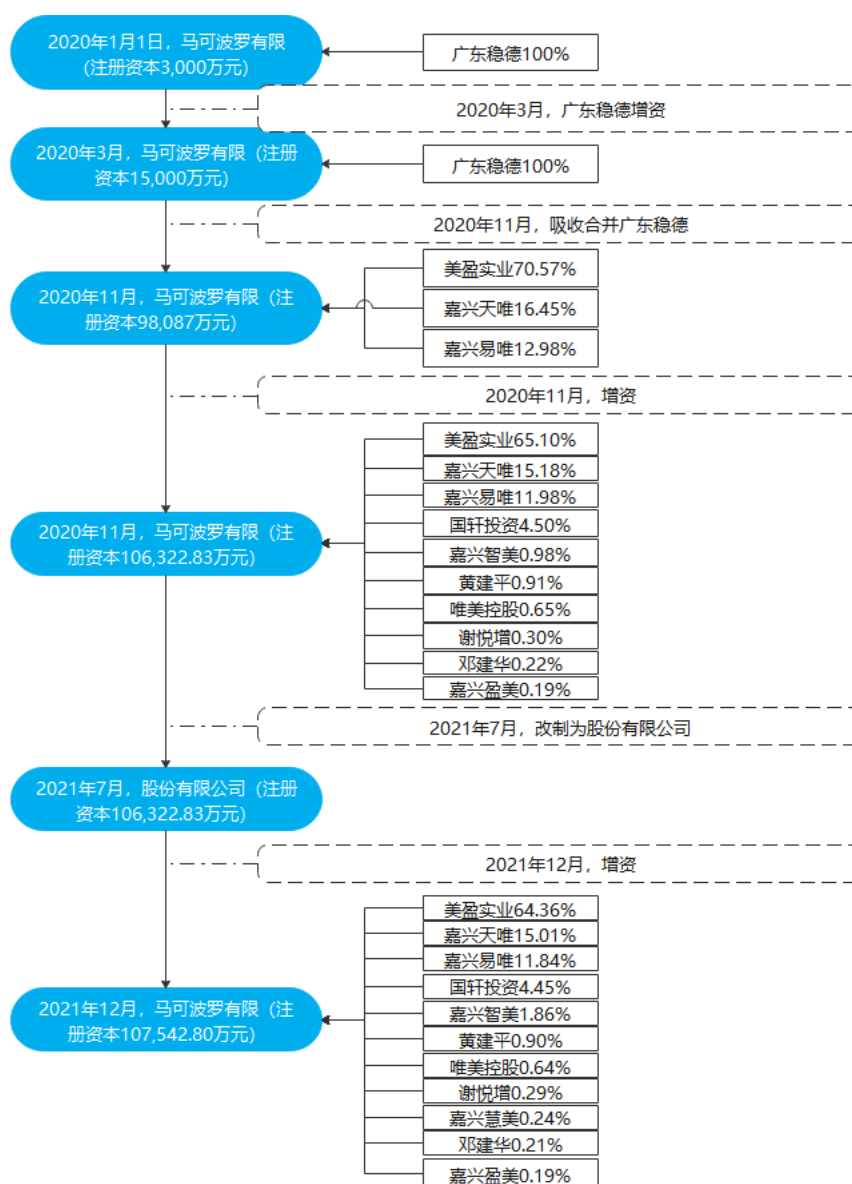 2020年1月1日，马可波罗有限
(注册资本3,000万元)
广东稳德100%
2020年3月，广东稳德增资
2020年3月，马可波罗有限（注册
资本15,000万元）
广东稳德100%
2020年11月，吸收合并广东稳德
2020年11月，马可波罗有限（注
册资本98,087万元）
美盈实业70.57%
嘉兴天唯16.45%
嘉兴易唯12.98%
2020年11月，增资
2020年11月，马可波罗有限（注
册资本106,322.83万元）
美盈实业65.10%
嘉兴天唯15.18%
嘉兴易唯11.98%
国轩投资4.50%
嘉兴智美0.98%
黄建平0.91%
唯美控股0.65%
谢悦增0.30%
邓建华0.22%
嘉兴盈美0.19%
2021年7月，改制为股份有限公司
2021年7月，股份有限公司（注册
资本106,322.83万元）
2021年12月，增资
2021年12月，马可波罗有限（注
册资本107,542.80万元）
美盈实业64.36%
嘉兴天唯15.01%
嘉兴易唯11.84%
国轩投资4.45%
嘉兴智美1.86%
黄建平0.90%
唯美控股0.64%
谢悦增0.29%
嘉兴慧美0.24%
邓建华0.21%
嘉兴盈美0.19%